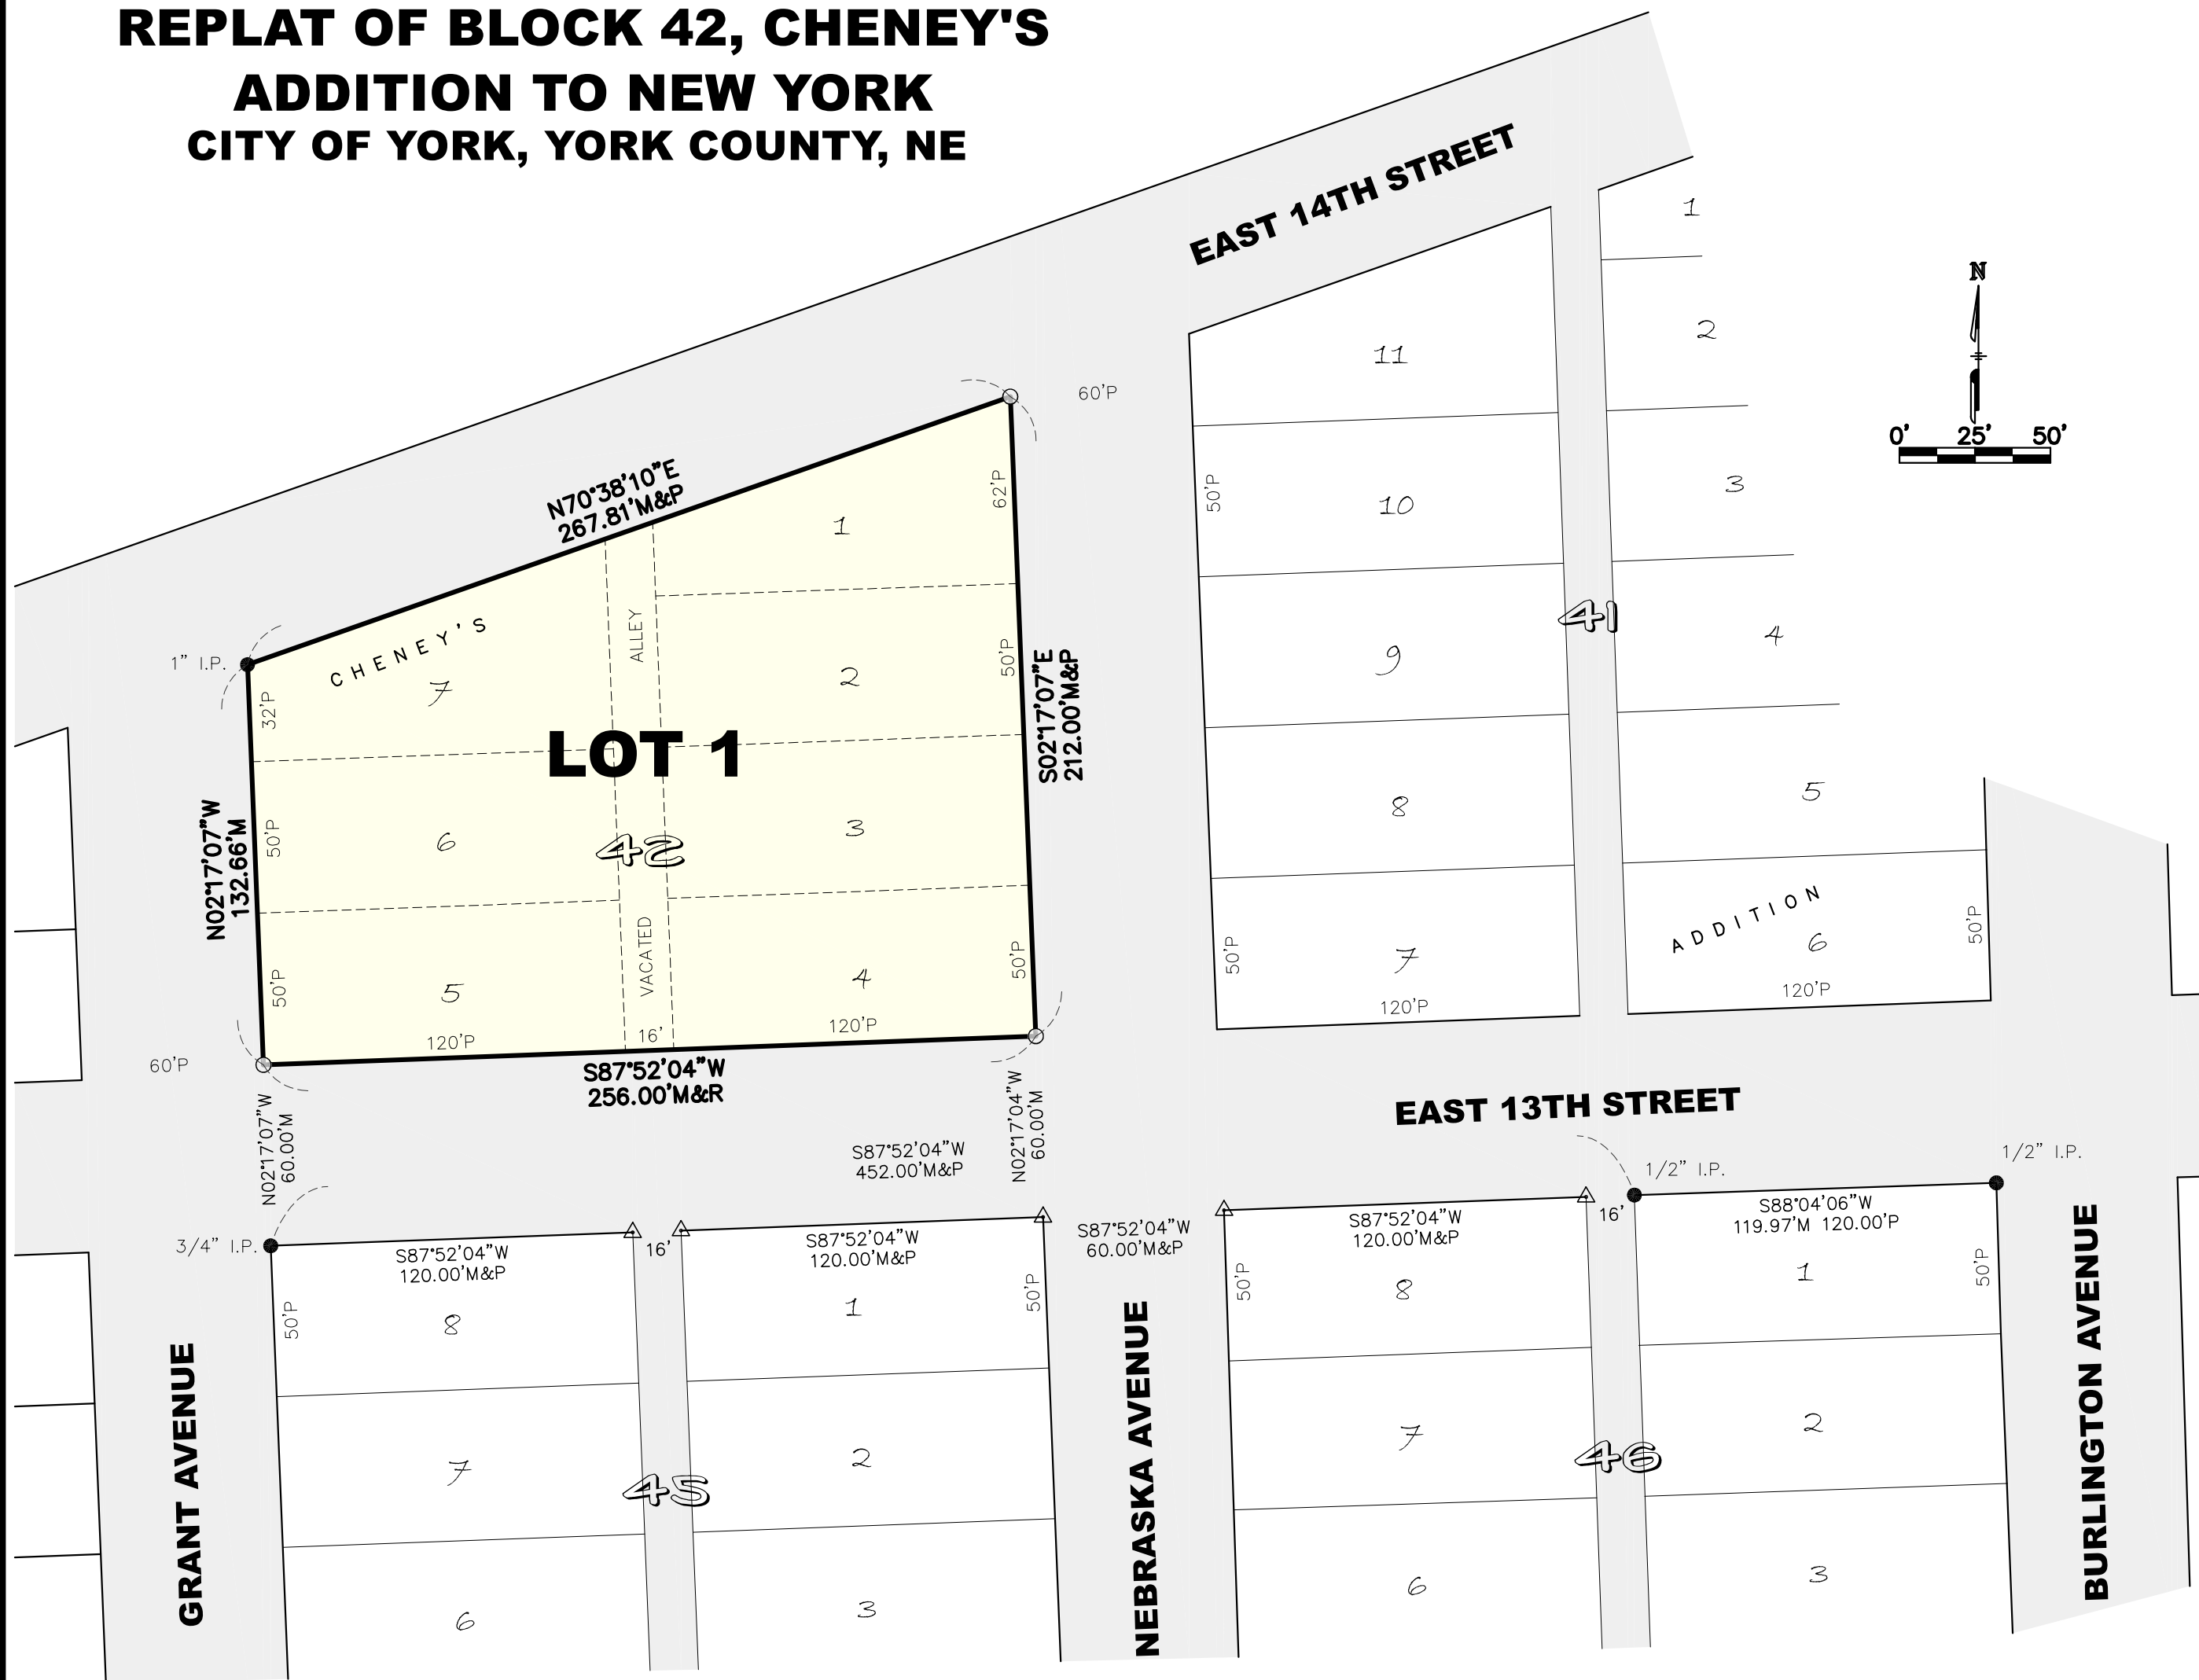 REPLAT OF BLOCK 42, CHENEY'S
ADDITION TO NEW YORK
CITY OF YORK, YORK COUNTY, NE
EAST 14TH STREET
1
N
2
11
60'P
0' 25' 50'
N70°38'10"E
267.81'M&P
62'P
50'P
10
3
1
CHENEY'S
ALLEY
1" I.P.
32'P
7
2
50'P
S02°17'07"E
212.00'M&P
9
41
4
LOT 1
N02°17'07"W
132.66'M
50'P
6
42
3
8
5
ADDITION
50'P
5
VACATED
4
50'P
50'P
7
6
50'P
120'P
16'
120'P
120'P
120'P
60'P
S87°52'04"W
256.00'M&R
N02°17'07"W
60.00'M
N02°17'04"W
60.00'M
EAST 13TH STREET
S87°52'04"W
452.00'M&P
1/2" I.P.
1/2" I.P.
3/4" I.P.
S87°52'04"W
120.00'M&P
16'
S87°52'04"W
120.00'M&P
S87°52'04"W
60.00'M&P
S87°52'04"W
120.00'M&P
16'
S88°04'06"W
119.97'M 120.00'P
50'P
8
1
50'P
50'P
8
1
50'P
GRANT AVENUE
7
45
2
NEBRASKA AVENUE
7
46
2
BURLINGTON AVENUE
6
3
6
3